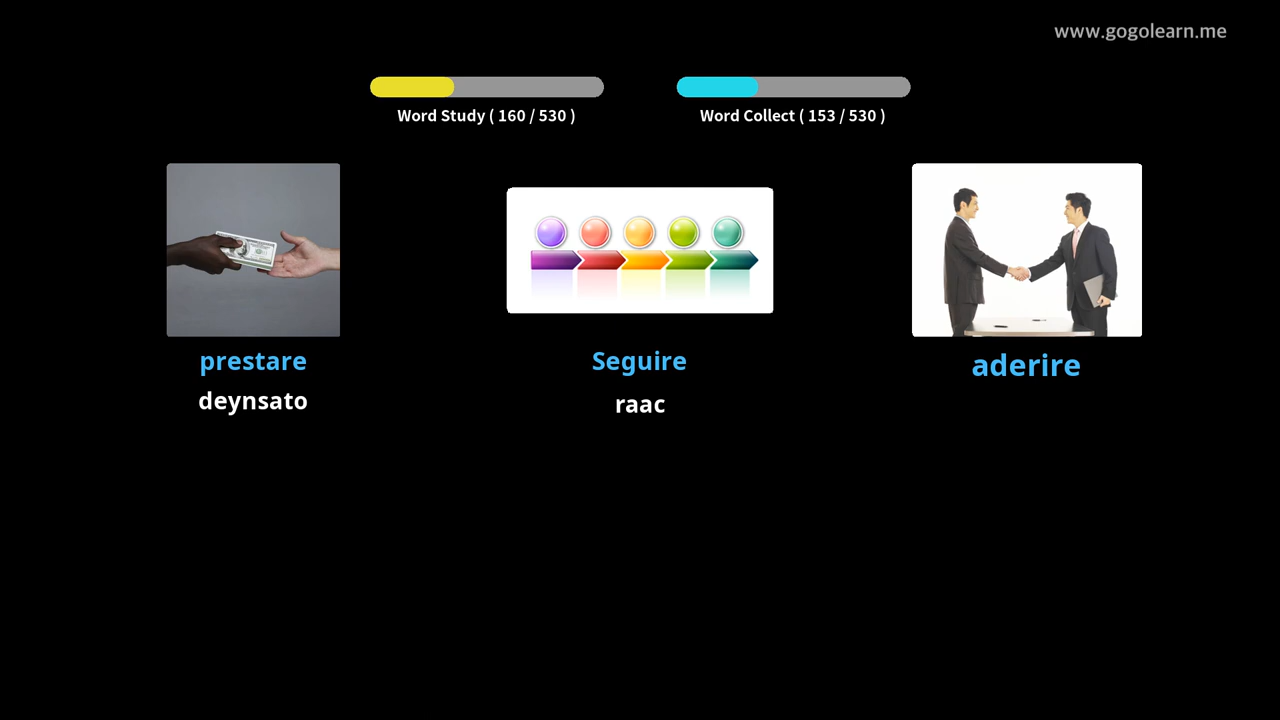 www.gogolearn.me
Word Study ( 160 / 530 )
Word Collect ( 153 / 530 )
prestare
deynsato
Seguire
raac
aderire